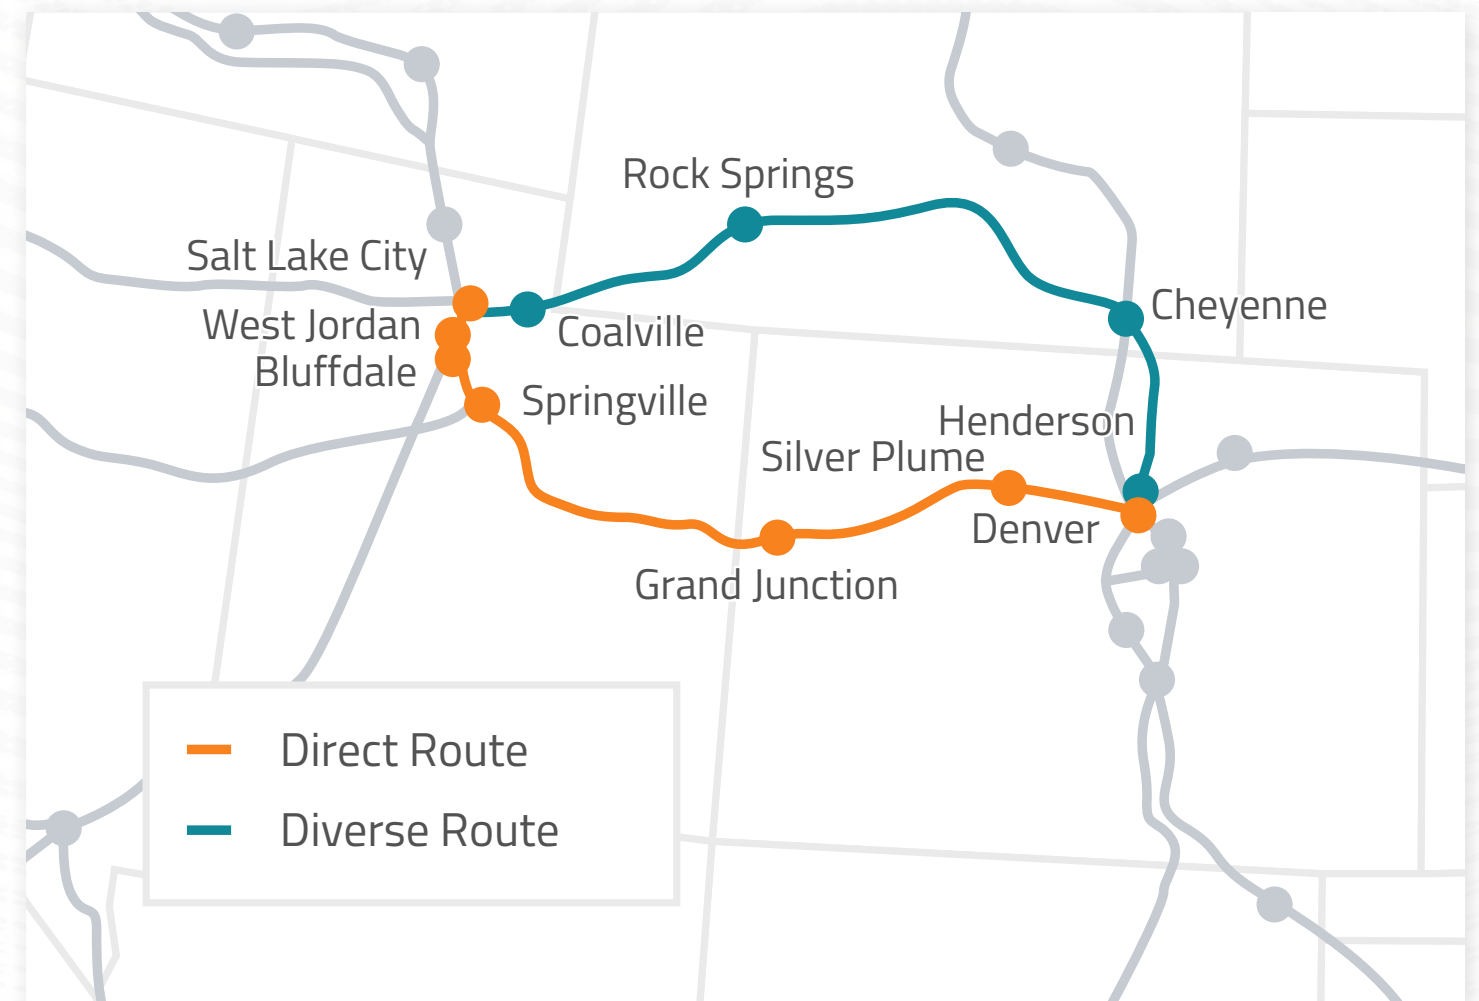 Rock Springs
Salt Lake City
Cheyenne
West Jordan
Coalville
Bluffdale
Springville
Henderson
Silver Plume
Denver
Grand Junction
Direct Route
Diverse Route